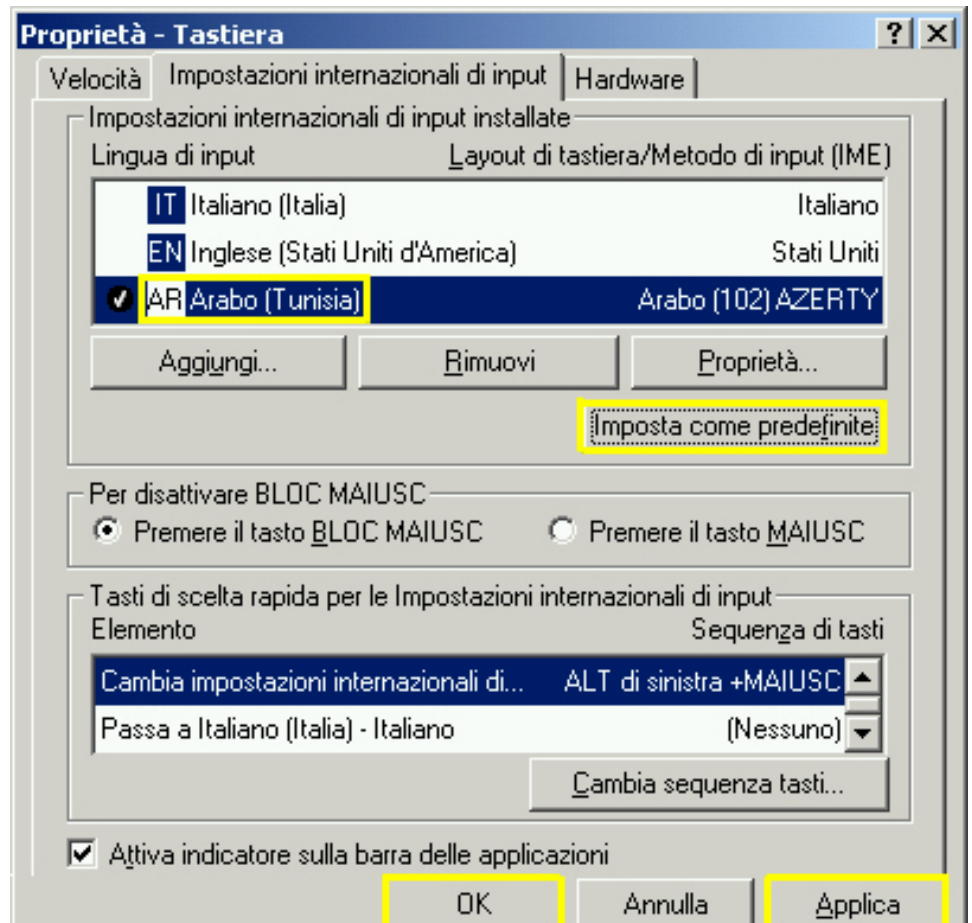 Proprietà - Tastiera
Velocità Impostazioni internazionali di input Hardware
Impostazioni internazionali di input installate
Lingua di input Layout di tastiera/Metodo di input (IME)
IT Italiano (Italia) Italiano
EN Inglese (Stati Uniti d'America) Stati Uniti
AR Arabo (Tunisia) Arabo (102) AZERTY
Aggiungi... Rimuovi Proprietà...
Imposta come predefinite
Per disattivare BLOC MAIUSC
Premere il tasto BLOC MAIUSC Premere il tasto MAIUSC
Tasti di scelta rapida per le Impostazioni internazionali di input
Elemento Sequenza di tasti
Cambia impostazioni internazionali di... ALT di sinistra +MAIUSC
Passa a Italiano (Italia) - Italiano (Nessuno)
Cambia sequenza tasti...
Attiva indicatore sulla barra delle applicazioni
OK Annulla Applica